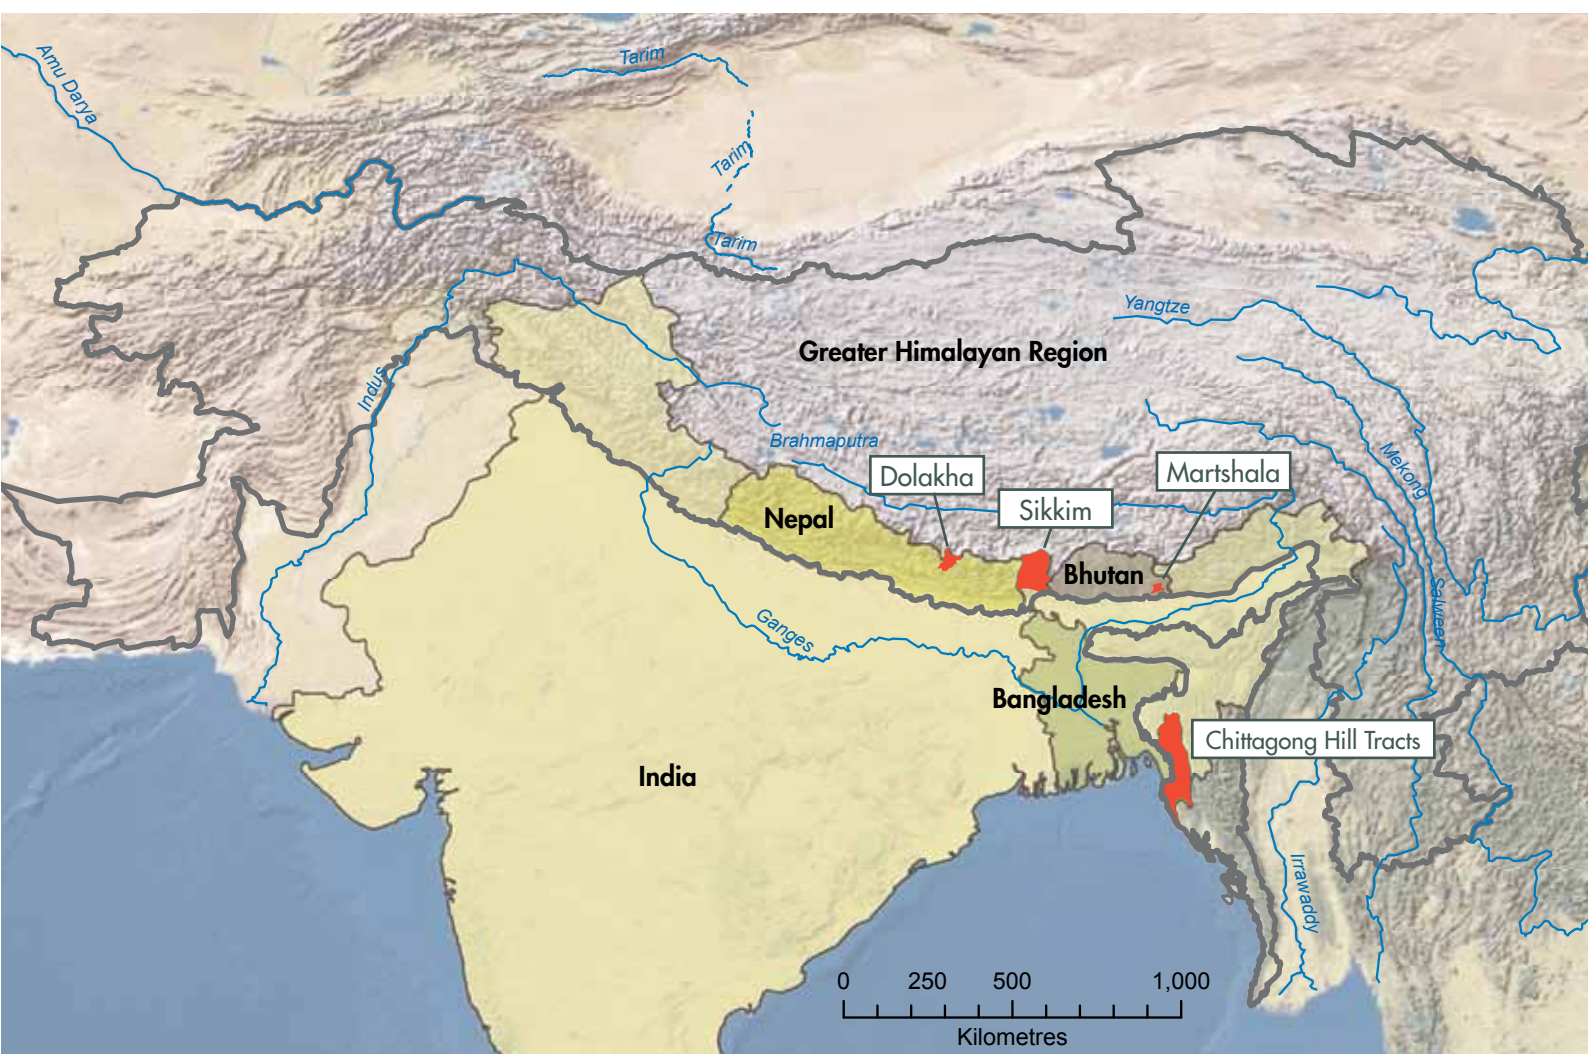 Amu Darya
Tarim
Tarim
Tarim
Yangtze
Greater Himalayan Region
Indus
Brahmaputra
Mekong
Dolakha
Martshala
Sikkim
Nepal
Bhutan
Salween
Ganges
Bangladesh
Chittagong Hill Tracts
India
Irrawaddy
0 250 500 1,000
Kilometres